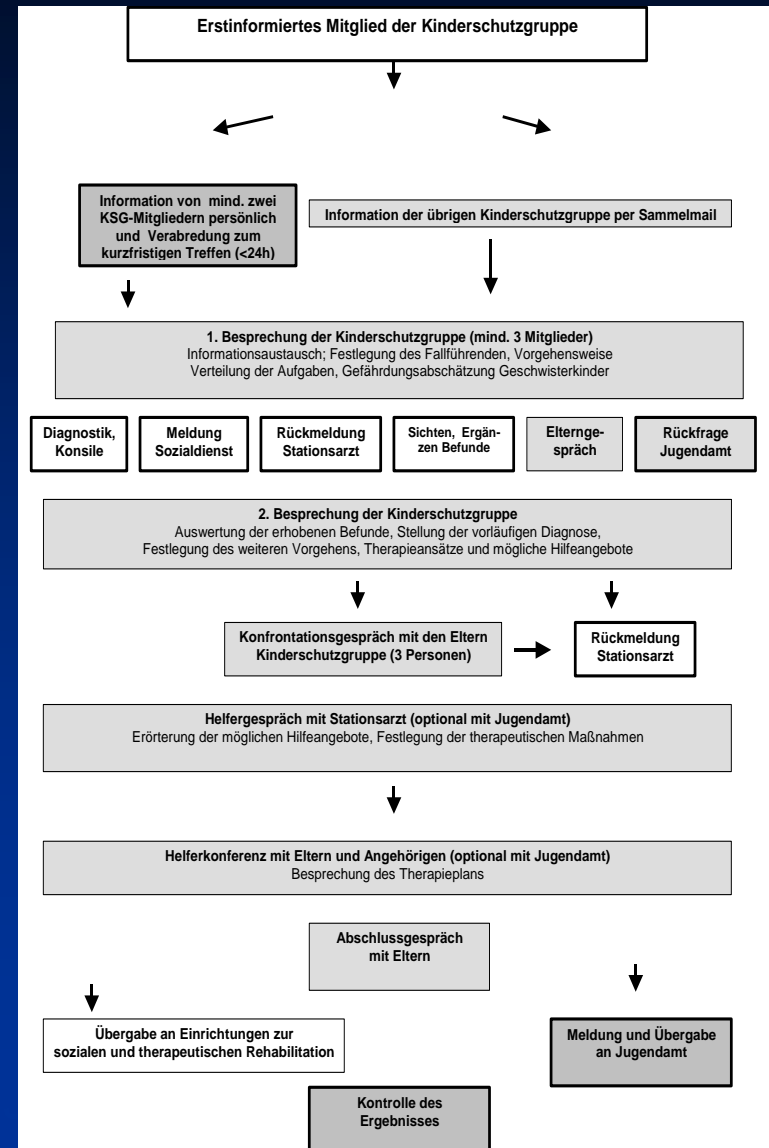 Erstinformiertes Mitglied der Kinderschutzgruppe
Information von mind. zwei
KSG-Mitgliedern persönlich
und Verabredung zum
kurzfristigen Treffen (<24h)
Information der übrigen Kinderschutzgruppe per Sammelmail
1. Besprechung der Kinderschutzgruppe (mind. 3 Mitglieder)
Informationsaustausch; Festlegung des Fallführenden, Vorgehensweise
Verteilung der Aufgaben, Gefährdungsabschätzung Geschwisterkinder
Diagnostik,
Konsile
Meldung
Sozialdienst
Rückmeldung
Stationsarzt
Sichten, Ergän-
zen Befunde
Elternge-
spräch
Rückfrage
Jugendamt
2. Besprechung der Kinderschutzgruppe
Auswertung der erhobenen Befunde, Stellung der vorläufigen Diagnose,
Festlegung des weiteren Vorgehens, Therapieansätze und mögliche Hilfeangebote
Konfrontationsgespräch mit den Eltern
Kinderschutzgruppe (3 Personen)
Rückmeldung
Stationsarzt
Helfergespräch mit Stationsarzt (optional mit Jugendamt)
Erörterung der möglichen Hilfeangebote, Festlegung der therapeutischen Maßnahmen
Helferkonferenz mit Eltern und Angehörigen (optional mit Jugendamt)
Besprechung des Therapieplans
Abschlussgespräch
mit Eltern
Übergabe an Einrichtungen zur
sozialen und therapeutischen Rehabilitation
Meldung und Übergabe
an Jugendamt
Kontrolle des
Ergebnisses